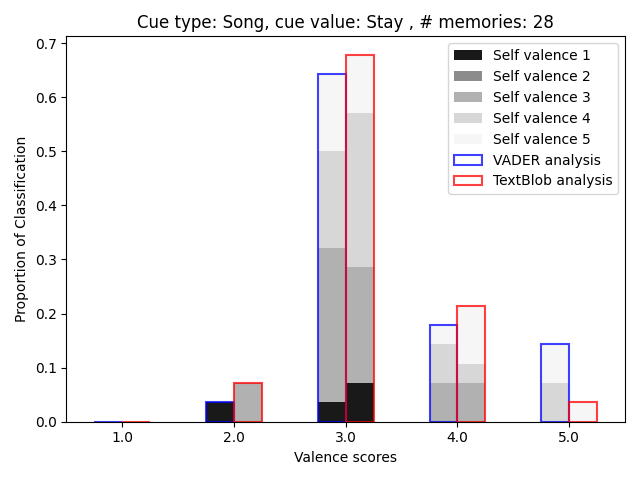 Cue type: Song, cue value: Stay , # memories: 28
Self valence 1
Self valence 2
Self valence 3
Self valence 4
Self valence 5
VADER analysis
TextBlob analysis
Proportion of Classification
0.7
0.6
0.5
0.4
0.3
0.2
0.1
0.0
1.0 2.0 3.0 4.0 5.0
Valence scores